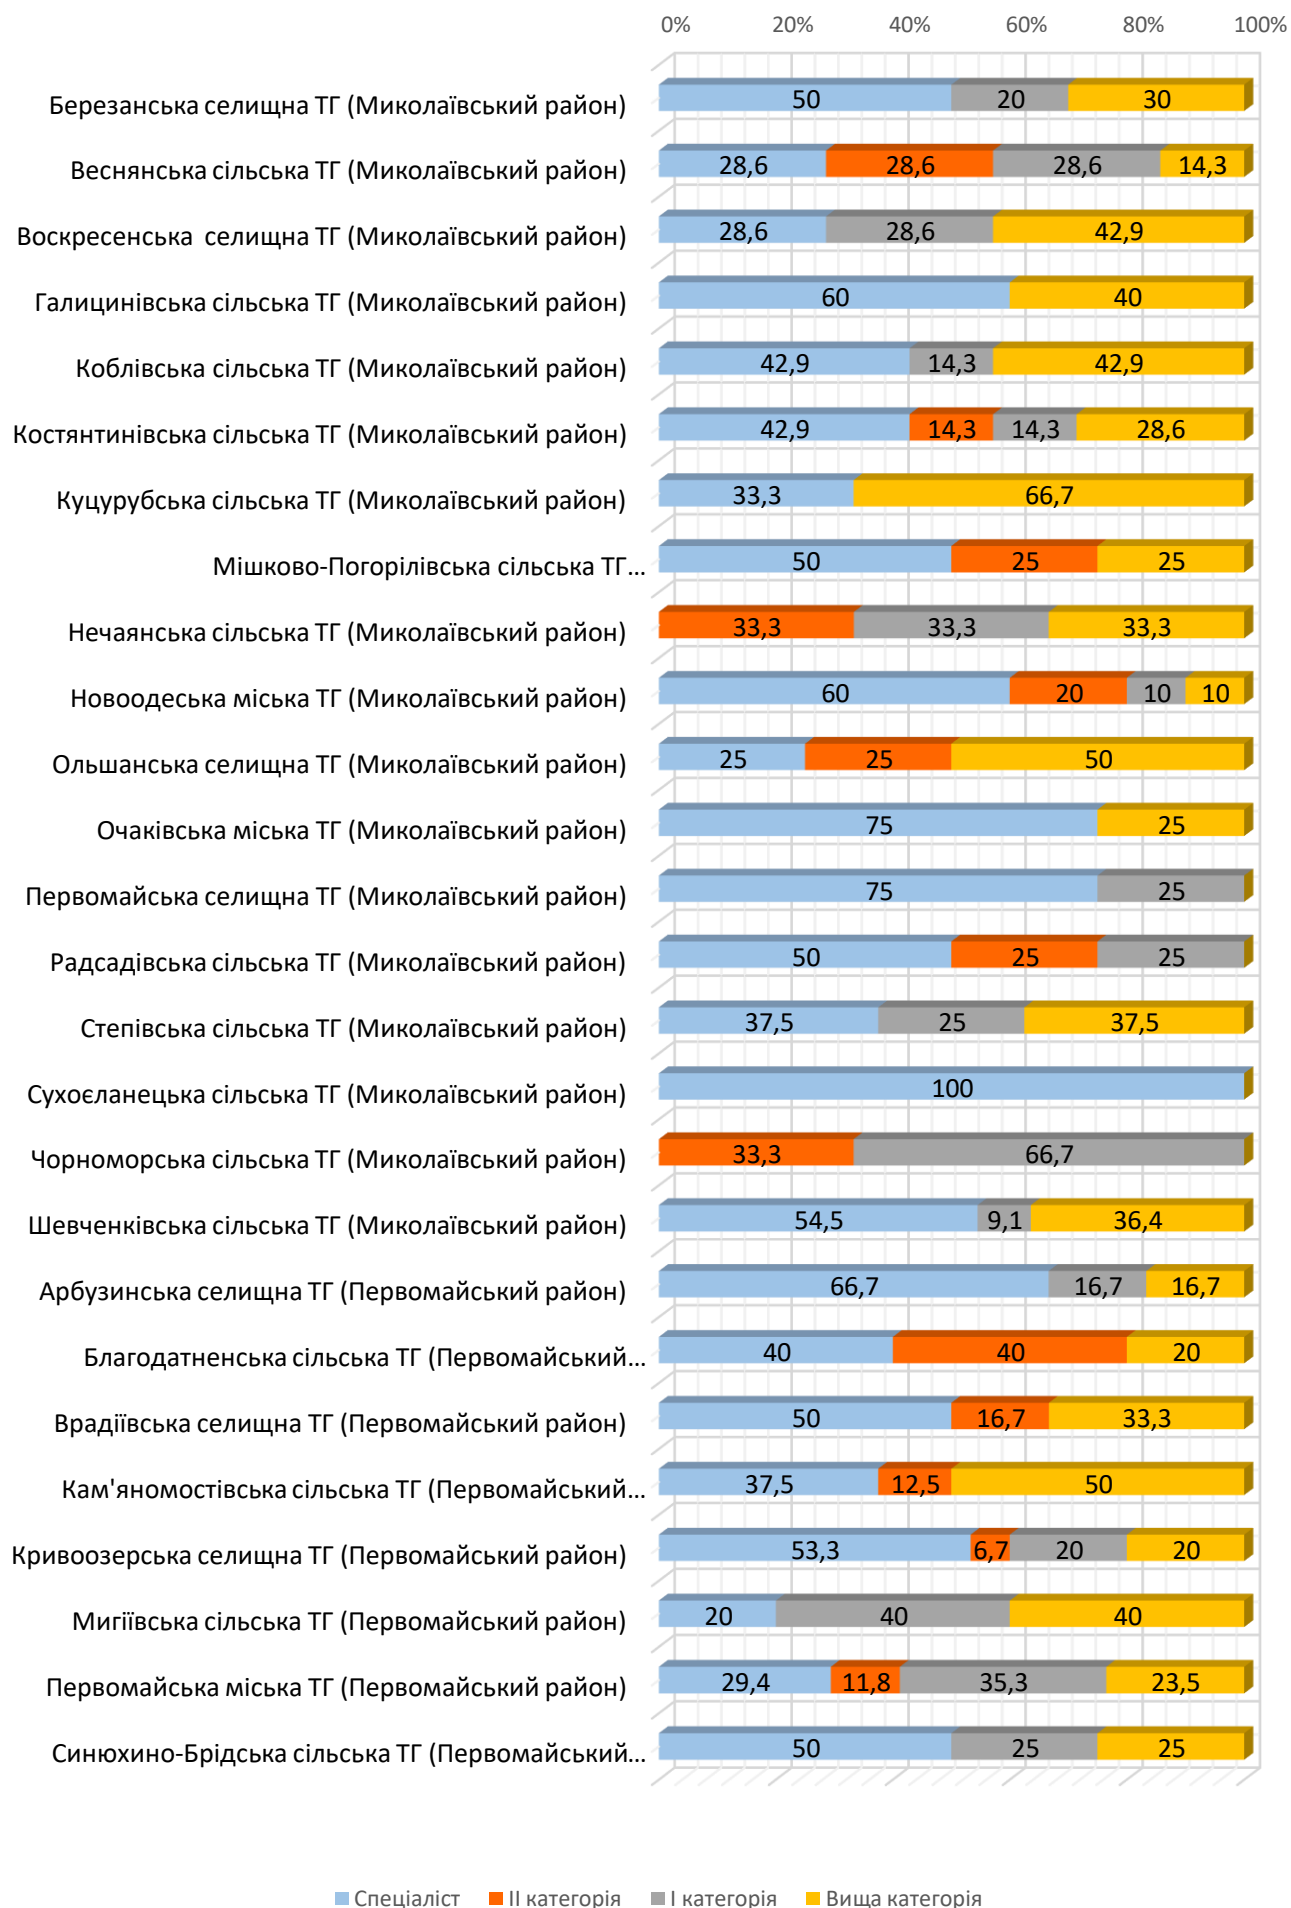 0% 20% 40% 60% 80% 100%
Березанська селищна ТГ (Миколаївський район) 50 20 30
Веснянська сільська ТГ (Миколаївський район) 28,6 28,6 28,6 14,3
Воскресенська селищна ТГ (Миколаївський район) 28,6 28,6 42,9
Галицинівська сільська ТГ (Миколаївський район) 60 40
Коблівська сільська ТГ (Миколаївський район) 42,9 14,3 42,9
Костянтинівська сільська ТГ (Миколаївський район) 42,9 14,3 14,3 28,6
Куцурубська сільська ТГ (Миколаївський район) 33,3 66,7
Мішково-Погорілівська сільська ТГ... 50 25 25
Нечаянська сільська ТГ (Миколаївський район) 33,3 33,3 33,3
Новоодеська міська ТГ (Миколаївський район) 60 20 10 10
Ольшанська селищна ТГ (Миколаївський район) 25 25 50
Очаківська міська ТГ (Миколаївський район) 75 25
Первомайська селищна ТГ (Миколаївський район) 75 25
Радсадівська сільська ТГ (Миколаївський район) 50 25 25
Степівська сільська ТГ (Миколаївський район) 37,5 25 37,5
Сухоєланецька сільська ТГ (Миколаївський район) 100
Чорноморська сільська ТГ (Миколаївський район) 33,3 66,7
Шевченківська сільська ТГ (Миколаївський район) 54,5 9,1 36,4
Арбузинська селищна ТГ (Первомайський район) 66,7 16,7 16,7
Благодатненська сільська ТГ (Первомайський... 40 40 20
Врадіївська селищна ТГ (Первомайський район) 50 16,7 33,3
Кам'яномостівська сільська ТГ (Первомайський... 37,5 12,5 50
Кривоозерська селищна ТГ (Первомайський район) 53,3 6,7 20 20
Мигіївська сільська ТГ (Первомайський район) 20 40 40
Первомайська міська ТГ (Первомайський район) 29,4 11,8 35,3 23,5
Синюхино-Брідська сільська ТГ (Первомайський... 50 25 25
Спеціаліст ІІ категорія І категорія Вища категорія